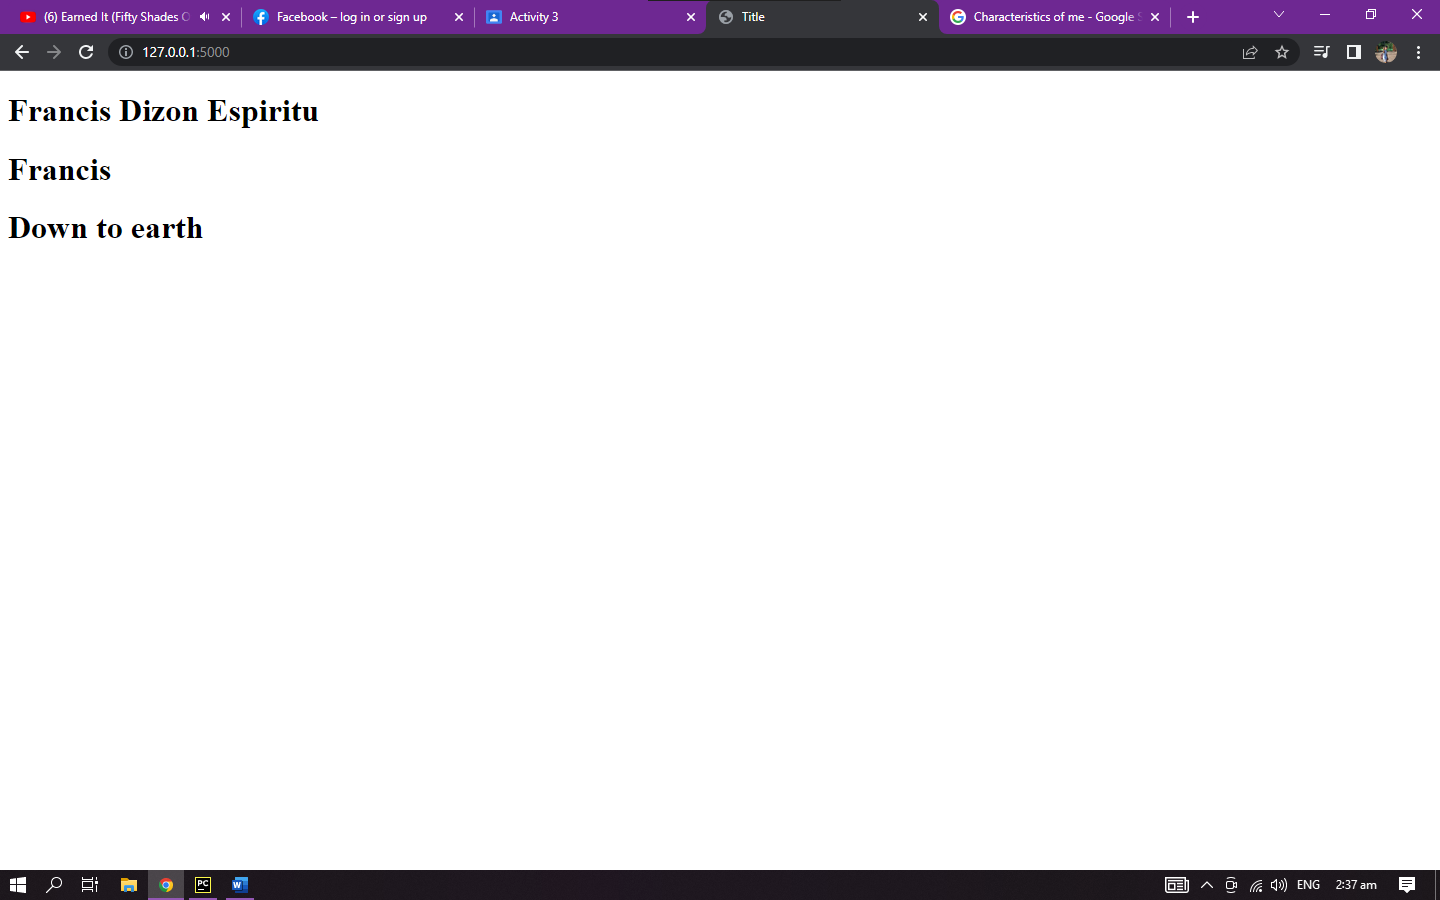 (6) Earned It (Fifty Shades O
Facebook – log in or sign up
Activity 3
Title
Characteristics of me - Google S
127.0.0.1:5000
Francis Dizon Espiritu
Francis
Down to earth
PC
W
ENG
2:37 am